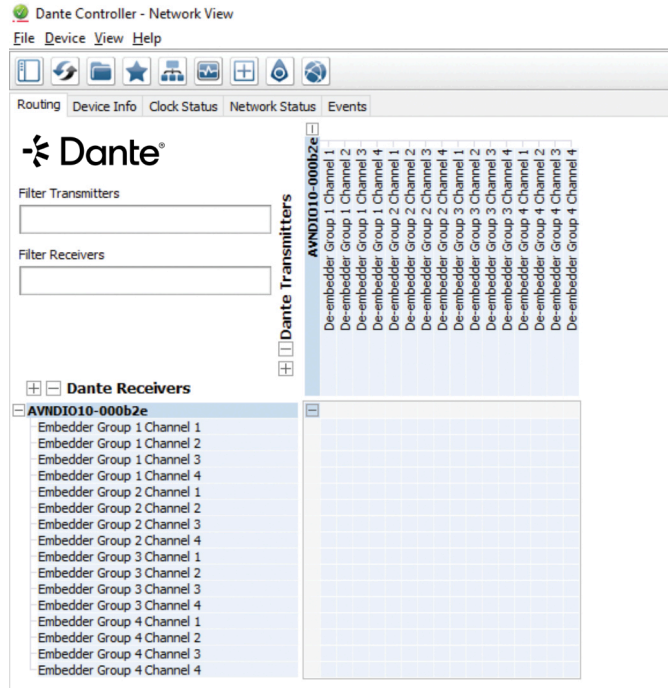 Dante Controller - Network View
File Device View Help
Routing Device Info Clock Status Network Status Events
Dante®
Filter Transmitters
Filter Receivers
Dante Transmitters
AVNDIO10-000b2e
De-embedder Group 1 Channel 1
De-embedder Group 1 Channel 2
De-embedder Group 1 Channel 3
De-embedder Group 1 Channel 4
De-embedder Group 2 Channel 1
De-embedder Group 2 Channel 2
De-embedder Group 2 Channel 3
De-embedder Group 2 Channel 4
De-embedder Group 3 Channel 1
De-embedder Group 3 Channel 2
De-embedder Group 3 Channel 3
De-embedder Group 3 Channel 4
De-embedder Group 4 Channel 1
De-embedder Group 4 Channel 2
De-embedder Group 4 Channel 3
De-embedder Group 4 Channel 4
Dante Receivers
AVNDIO10-000b2e
Embedder Group 1 Channel 1
Embedder Group 1 Channel 2
Embedder Group 1 Channel 3
Embedder Group 1 Channel 4
Embedder Group 2 Channel 1
Embedder Group 2 Channel 2
Embedder Group 2 Channel 3
Embedder Group 2 Channel 4
Embedder Group 3 Channel 1
Embedder Group 3 Channel 2
Embedder Group 3 Channel 3
Embedder Group 3 Channel 4
Embedder Group 4 Channel 1
Embedder Group 4 Channel 2
Embedder Group 4 Channel 3
Embedder Group 4 Channel 4